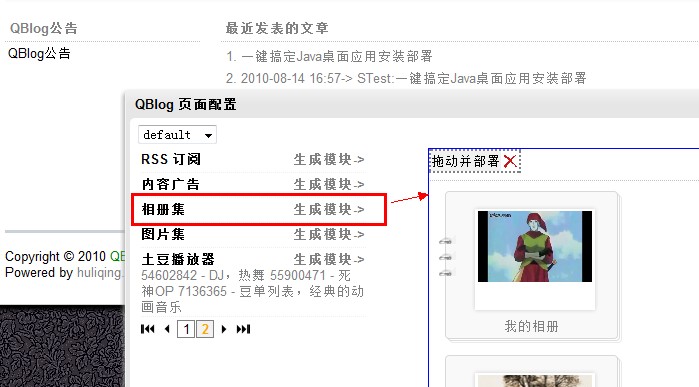 QBlog公告
QBlog公告
最近发表的文章
1. 一键搞定Java桌面应用安装部署
2. 2010-08-14 16:57-> STest:一键搞定Java桌面应用安装部署
QBlog 页面配置
default
RSS 订阅 生成模块->
内容广告 生成模块->
相册集 生成模块->
图片集 生成模块->
土豆播放器 生成模块->
54602842 - DJ，热舞 55900471 - 死
神OP 7136365 - 豆单列表，经典的动
画音乐
1 2
拖动并部署
我的相册
Copyright © 2010 QB
Powered by huliqing.